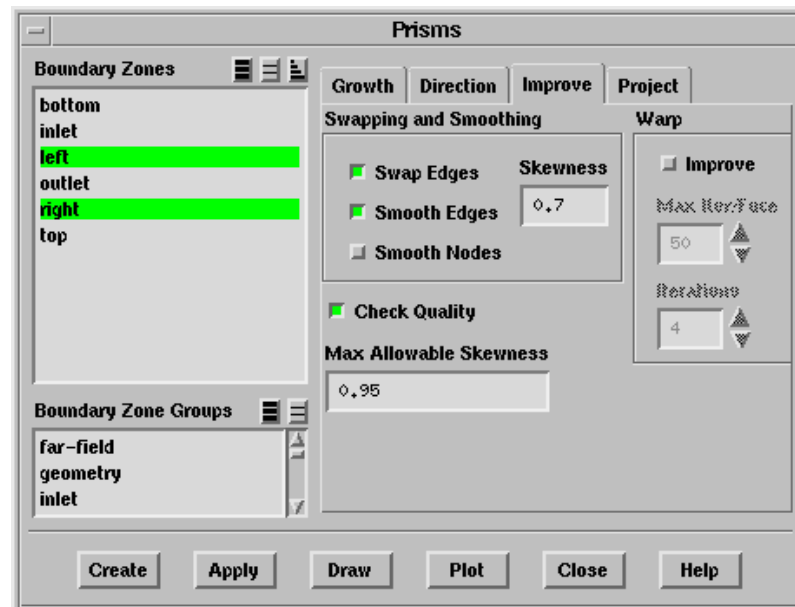 Prisms
Boundary Zones
bottom
inlet
left
outlet
right
top
Boundary Zone Groups
far-field
geometry
inlet
Growth Direction Improve Project
Swapping and Smoothing
Swap Edges
Smooth Edges
Smooth Nodes
Skewness
0.7
Check Quality
Max Allowable Skewness
0.95
Warp
Improve
Max Iter/Face
50
Iterations
4
Create Apply Draw Plot Close Help